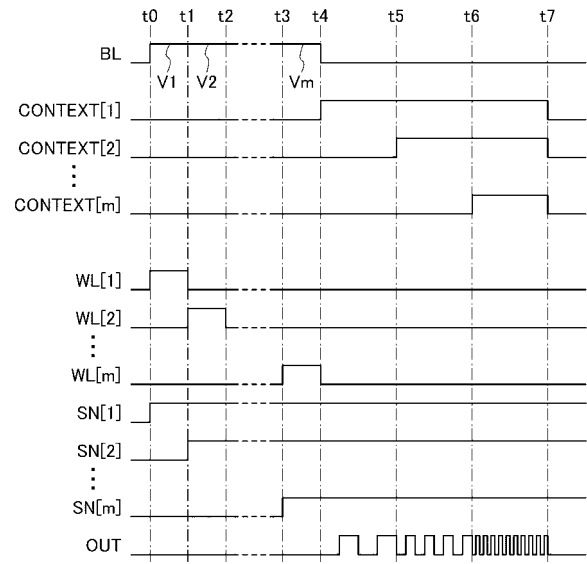 t0 t1 t2 t3 t4 t5 t6 t7
BL
V1 V2 Vm
CONTEXT[1]
CONTEXT[2]
⋮
CONTEXT[m]
WL[1]
WL[2]
⋮
WL[m]
SN[1]
SN[2]
⋮
SN[m]
OUT